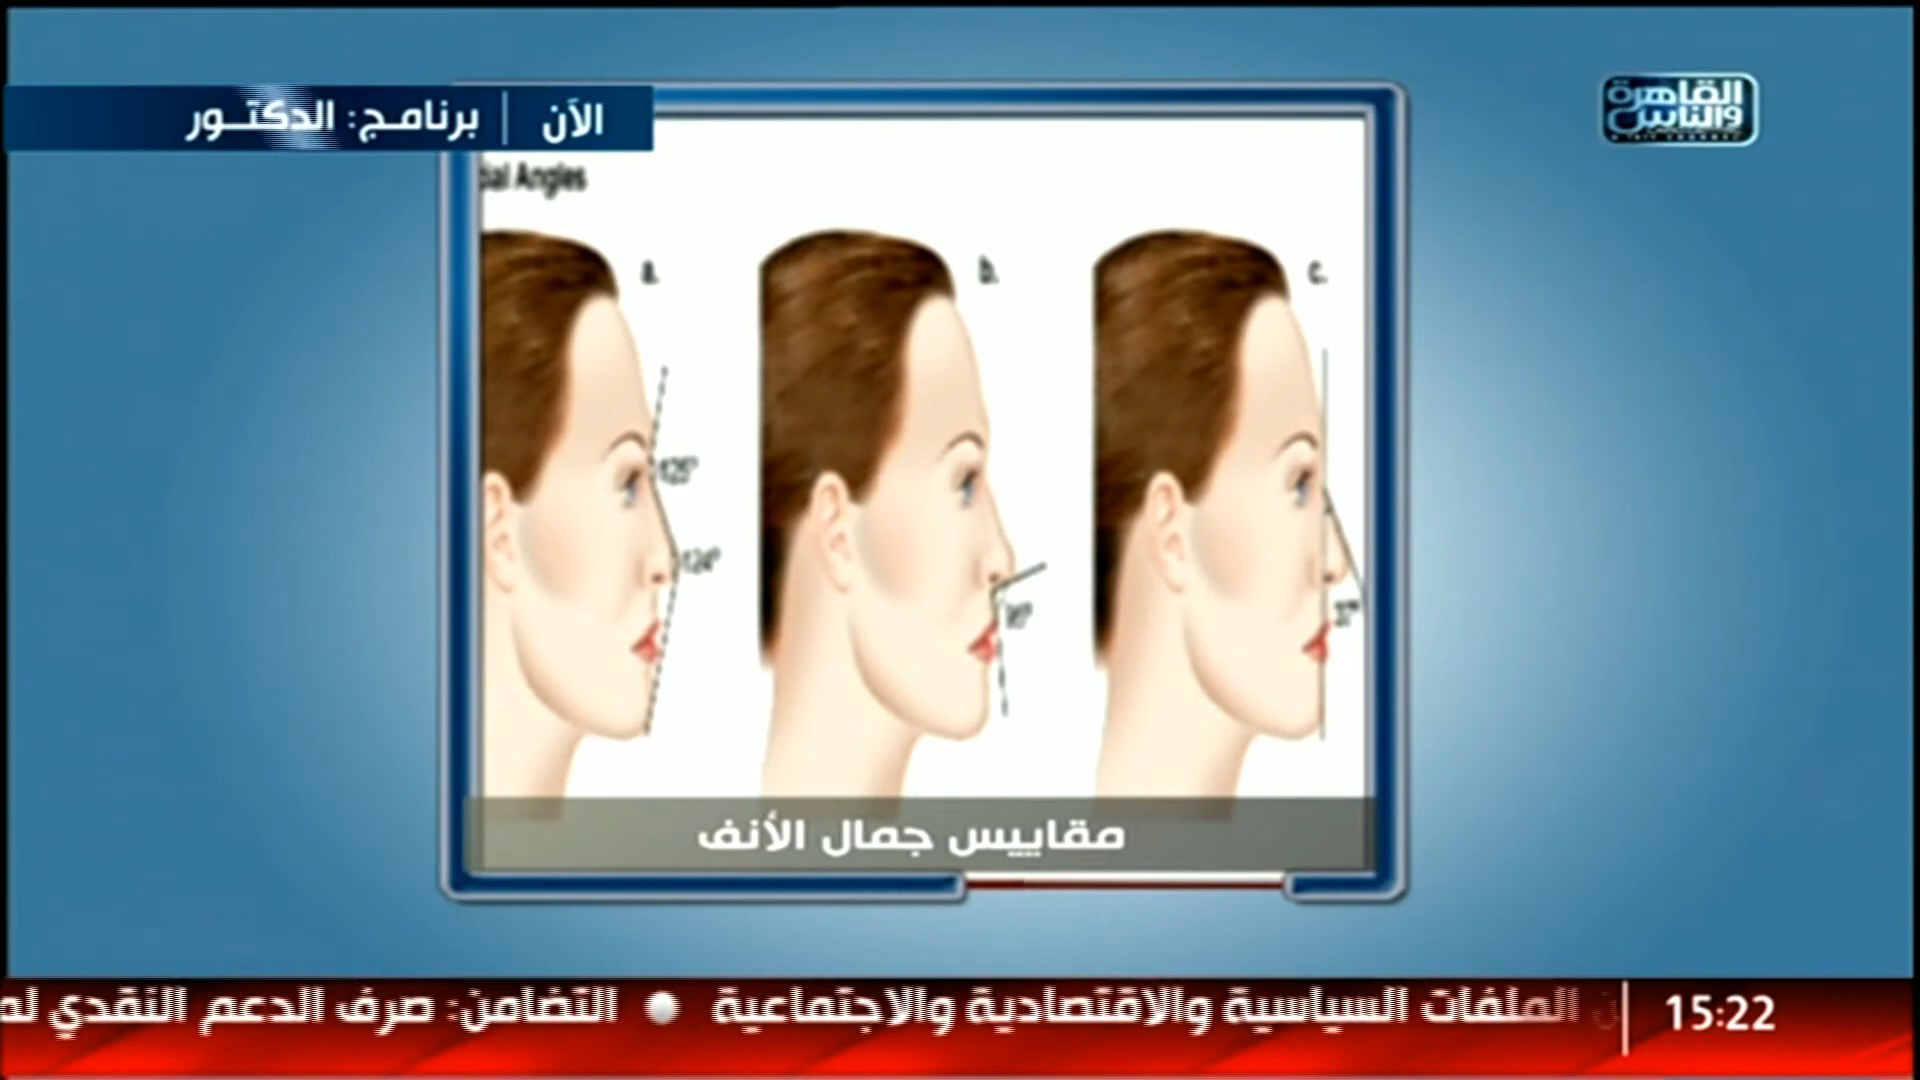 الآن
برنامج: الدكتور
القاهرة
والناس
Angles
a.
b.
c.
124°
مقاييس جمال الأنف
الملفات السياسية والاقتصادية والاجتماعية ● التضامن: صرف الدعم النقدي
15:22